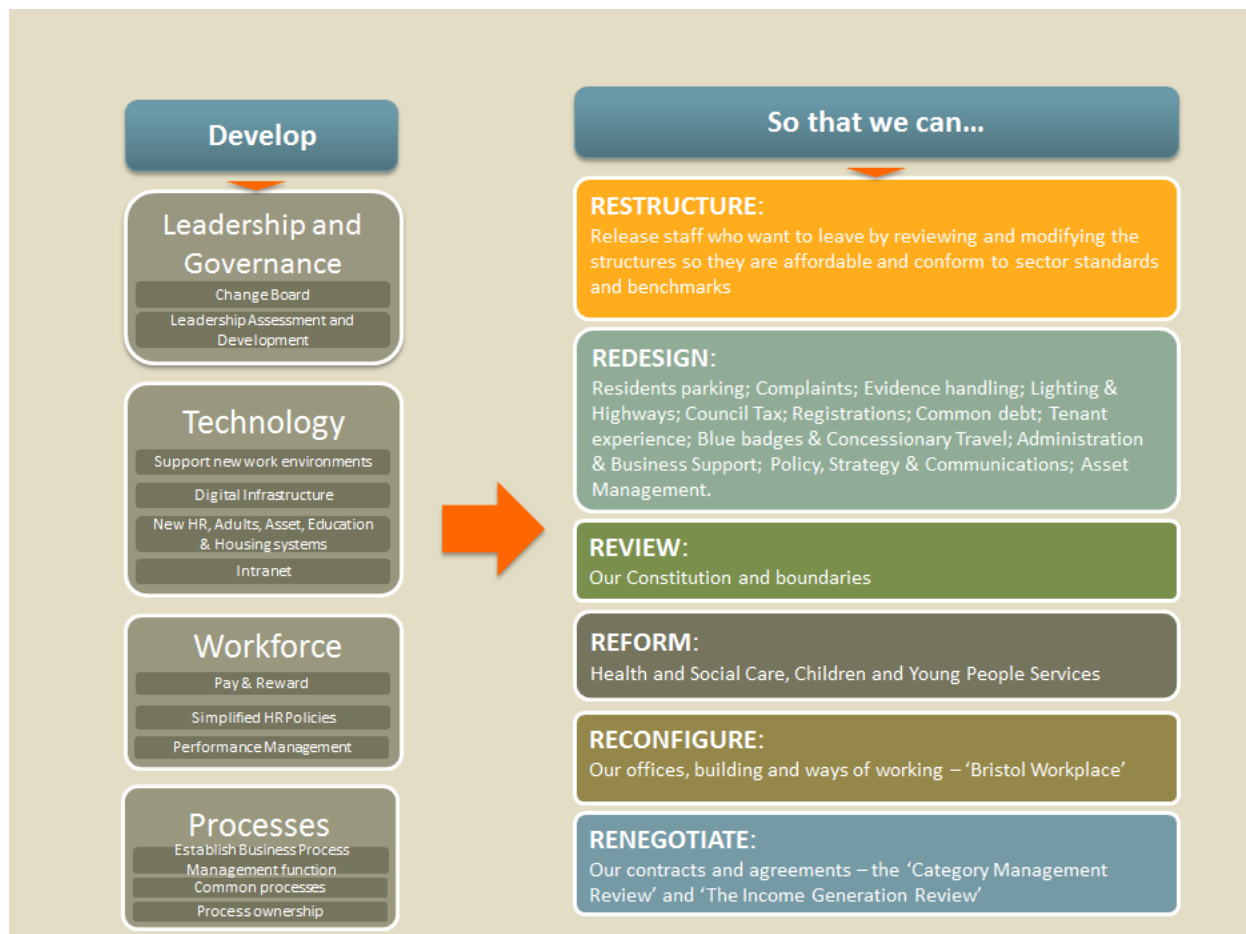 Develop
Leadership and
Governance
Change Board
Leadership Assessment and
Development
Technology
Support new work environments
Digital Infrastructure
New HR, Adults, Asset, Education
& Housing systems
Intranet
Workforce
Pay & Reward
Simplified HR Policies
Performance Management
Processes
Establish Business Process
Management function
Common processes
Process ownership
So that we can...
RESTRUCTURE:
Release staff who want to leave by reviewing and modifying the
structures so they are affordable and conform to sector standards
and benchmarks
REDESIGN:
Residents parking; Complaints; Evidence handling; Lighting &
Highways; Council Tax; Registrations; Common debt; Tenant
experience; Blue badges & Concessionary Travel; Administration
& Business Support; Policy, Strategy & Communications; Asset
Management.
REVIEW:
Our Constitution and boundaries
REFORM:
Health and Social Care, Children and Young People Services
RECONFIGURE:
Our offices, building and ways of working – ‘Bristol Workplace’
RENEGOTIATE:
Our contracts and agreements – the ‘Category Management
Review’ and ‘The Income Generation Review’